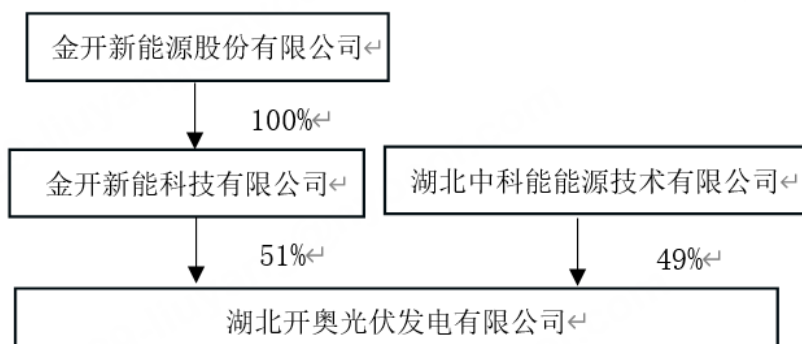 金开新能源股份有限公司↵
100%↵
金开新能科技有限公司↵
湖北中科能能源技术有限公司↵
51%↵
49%↵
湖北开奥光伏发电有限公司↵